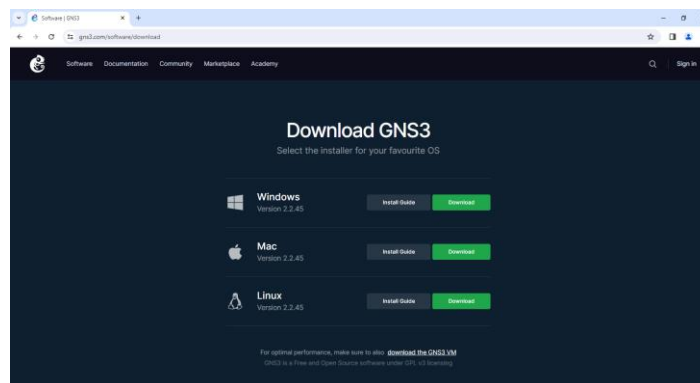 Software | GNS3
gns3.com/software/download
Software Documentation Community Marketplace Academy Sign in
Download GNS3
Select the installer for your favourite OS
Windows
Version 2.2.45
Install Guide Download
Mac
Version 2.2.45
Install Guide Download
Linux
Version 2.2.45
Install Guide Download
For optimal performance, make sure to also download the GNS3 VM
GNS3 is a Free and Open Source software under GPL v3 licensing